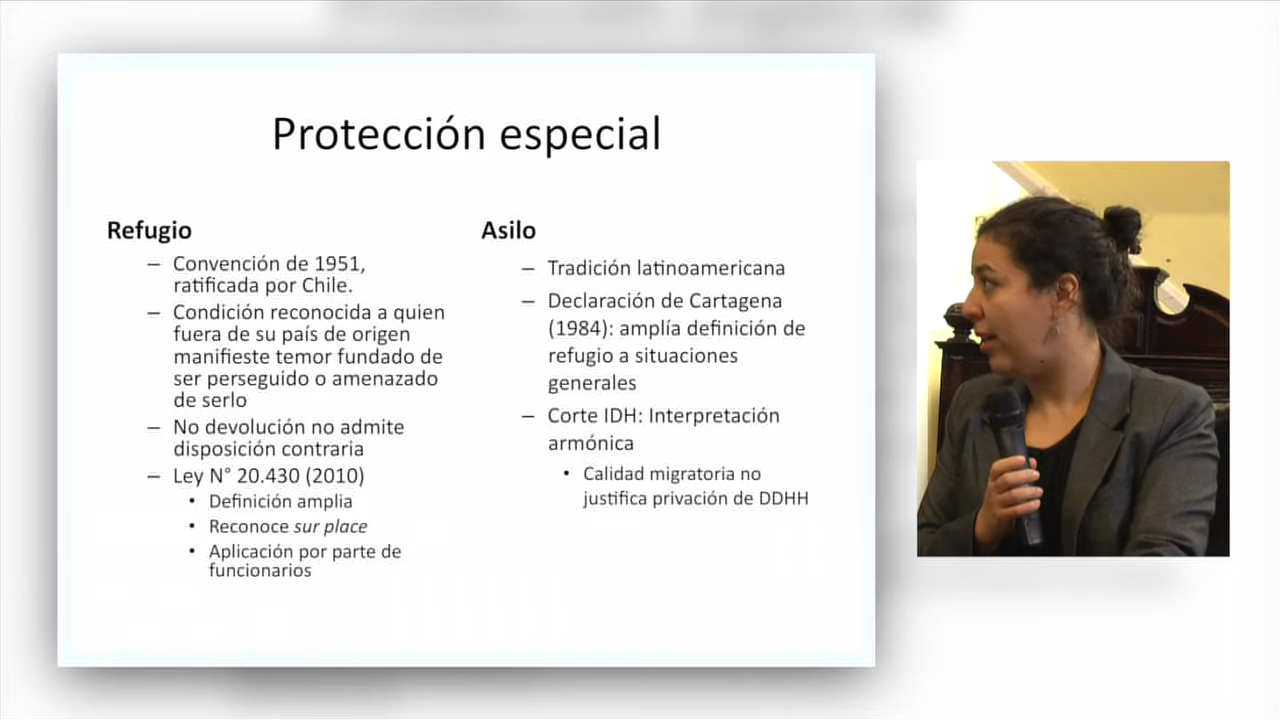 Protección especial
Refugio
– Convención de 1951,
ratificada por Chile.
– Condición reconocida a quien
fuera de su país de origen
manifieste temor fundado de
ser perseguido o amenazado
de serlo
– No devolución no admite
disposición contraria
– Ley N° 20.430 (2010)
• Definición amplia
• Reconoce sur place
• Aplicación por parte de
funcionarios
Asilo
– Tradición latinoamericana
– Declaración de Cartagena
(1984): amplía definición de
refugio a situaciones
generales
– Corte IDH: Interpretación
armónica
• Calidad migratoria no
justifica privación de DDHH